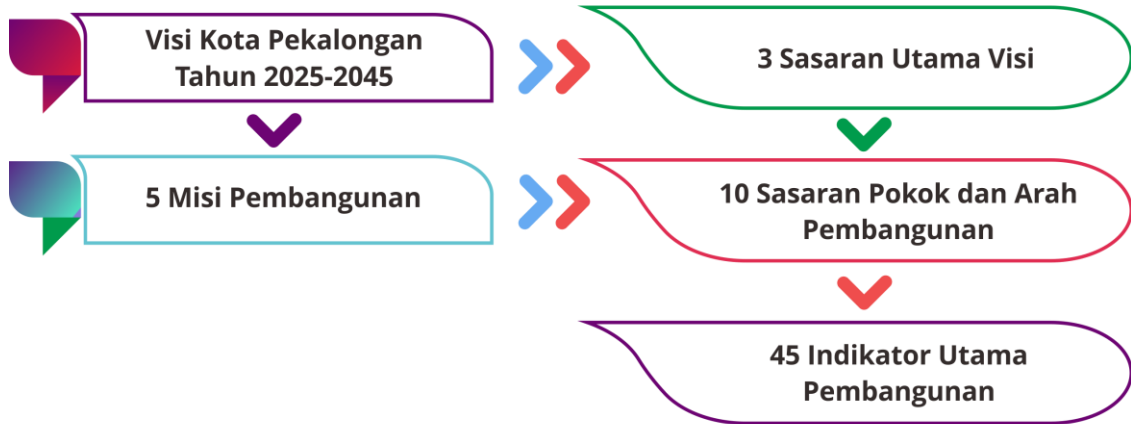 Visi Kota Pekalongan
Tahun 2025-2045
3 Sasaran Utama Visi
5 Misi Pembangunan
10 Sasaran Pokok dan Arah
Pembangunan
45 Indikator Utama
Pembangunan